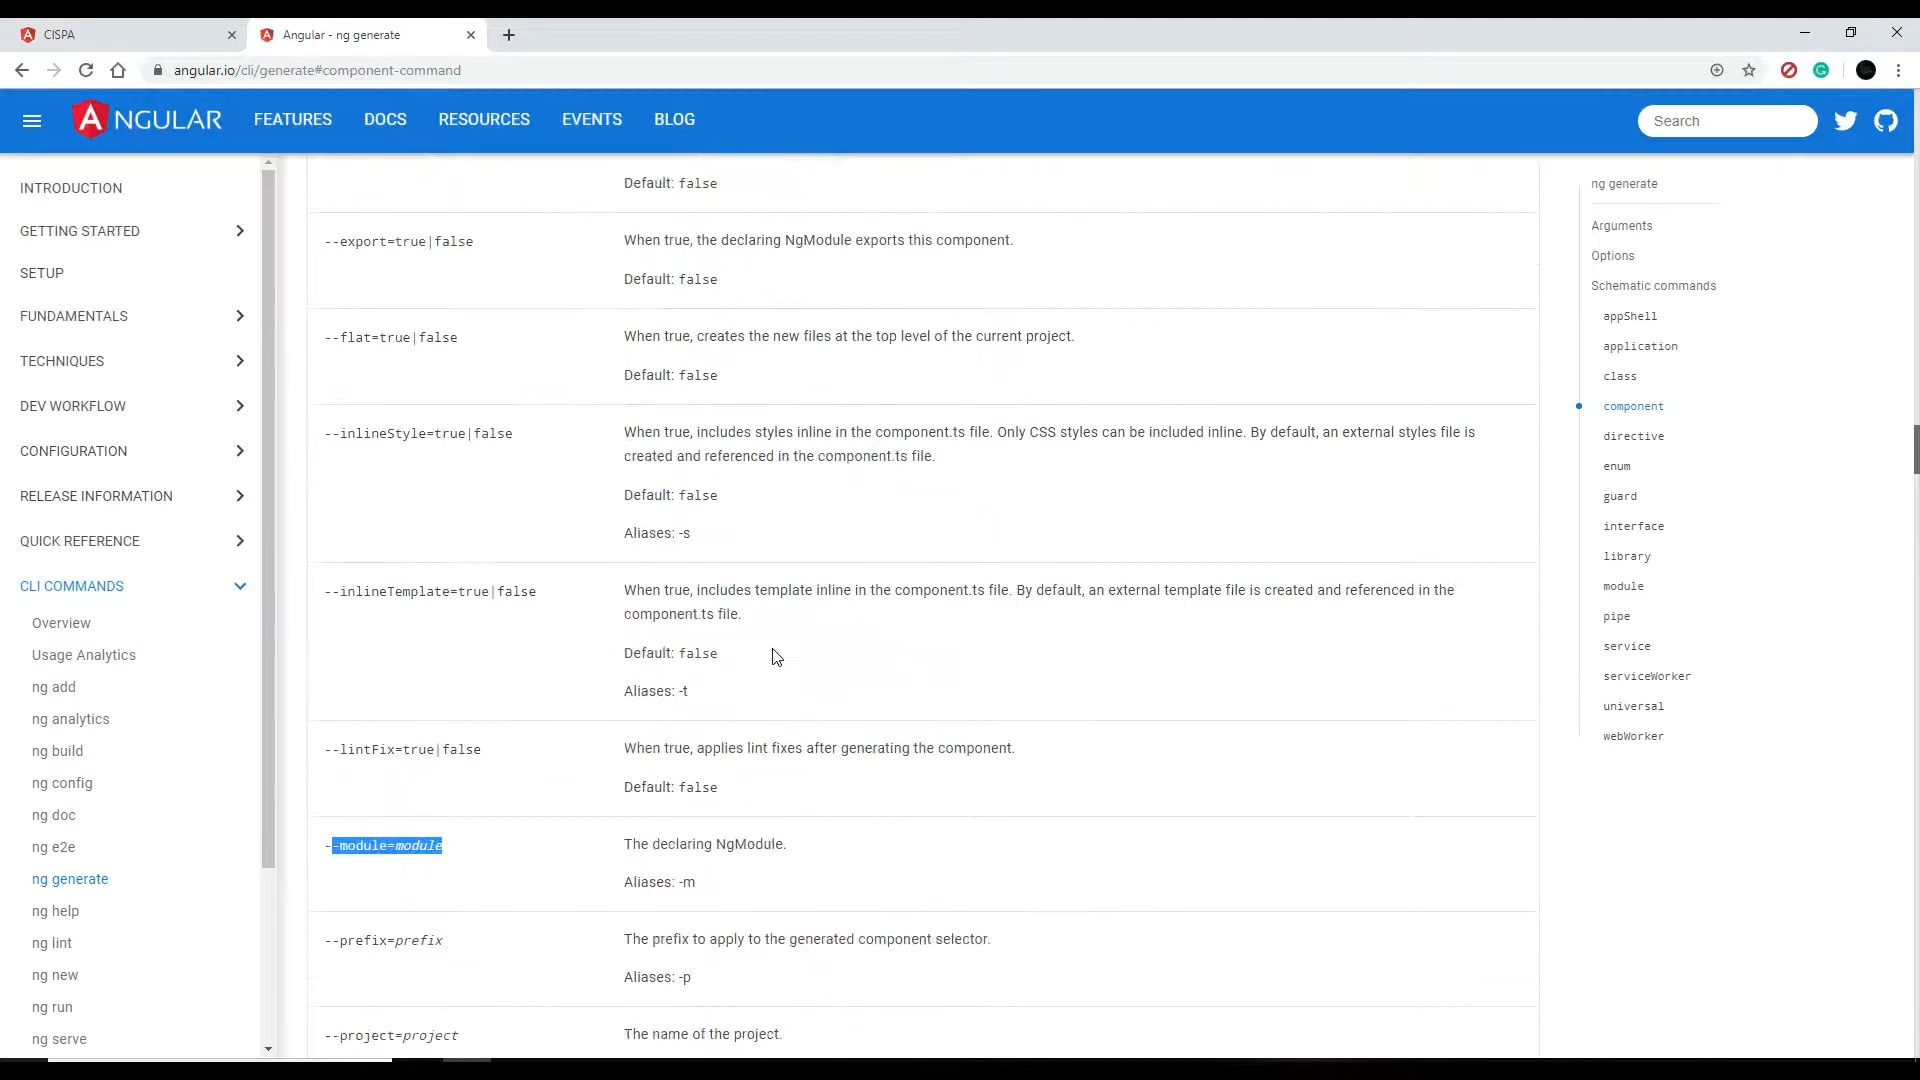 CISPA
Angular - ng generate
angular.io/cli/generate#component-command
ANGULAR
FEATURES
DOCS
RESOURCES
EVENTS
BLOG
Search
INTRODUCTION
GETTING STARTED
SETUP
FUNDAMENTALS
TECHNIQUES
DEV WORKFLOW
CONFIGURATION
RELEASE INFORMATION
QUICK REFERENCE
CLI COMMANDS
Overview
Usage Analytics
ng add
ng analytics
ng build
ng config
ng doc
ng e2e
ng generate
ng help
ng lint
ng new
ng run
ng serve
Default: false
--export=true|false
When true, the declaring NgModule exports this component.
Default: false
--flat=true|false
When true, creates the new files at the top level of the current project.
Default: false
--inlineStyle=true|false
When true, includes styles inline in the component.ts file. Only CSS styles can be included inline. By default, an external styles file is
created and referenced in the component.ts file.
Default: false
Aliases: -s
--inlineTemplate=true|false
When true, includes template inline in the component.ts file. By default, an external template file is created and referenced in the
component.ts file.
Default: false
Aliases: -t
--lintFix=true|false
When true, applies lint fixes after generating the component.
Default: false
--module=module
The declaring NgModule.
Aliases: -m
--prefix=prefix
The prefix to apply to the generated component selector.
Aliases: -p
--project=project
The name of the project.
ng generate
Arguments
Options
Schematic commands
appShell
application
class
component
directive
enum
guard
interface
library
module
pipe
service
serviceWorker
universal
webWorker